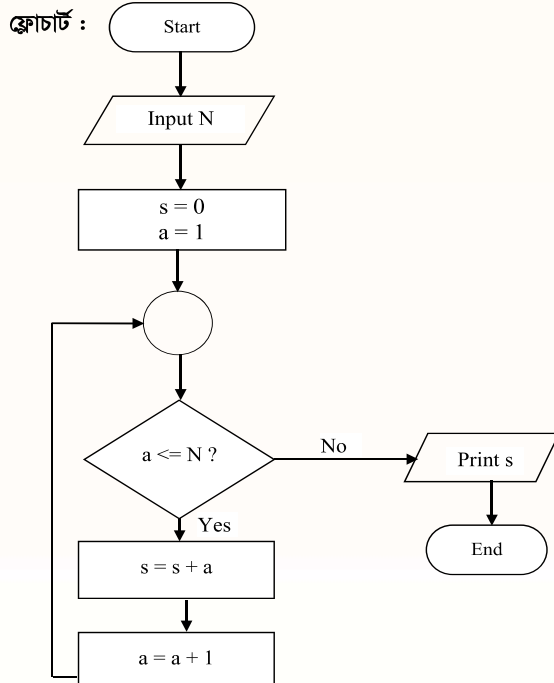 ফ্লোচার্ট :
Start
Input N
s = 0
a = 1
a <= N ?
No
Print s
Yes
End
s = s + a
a = a + 1